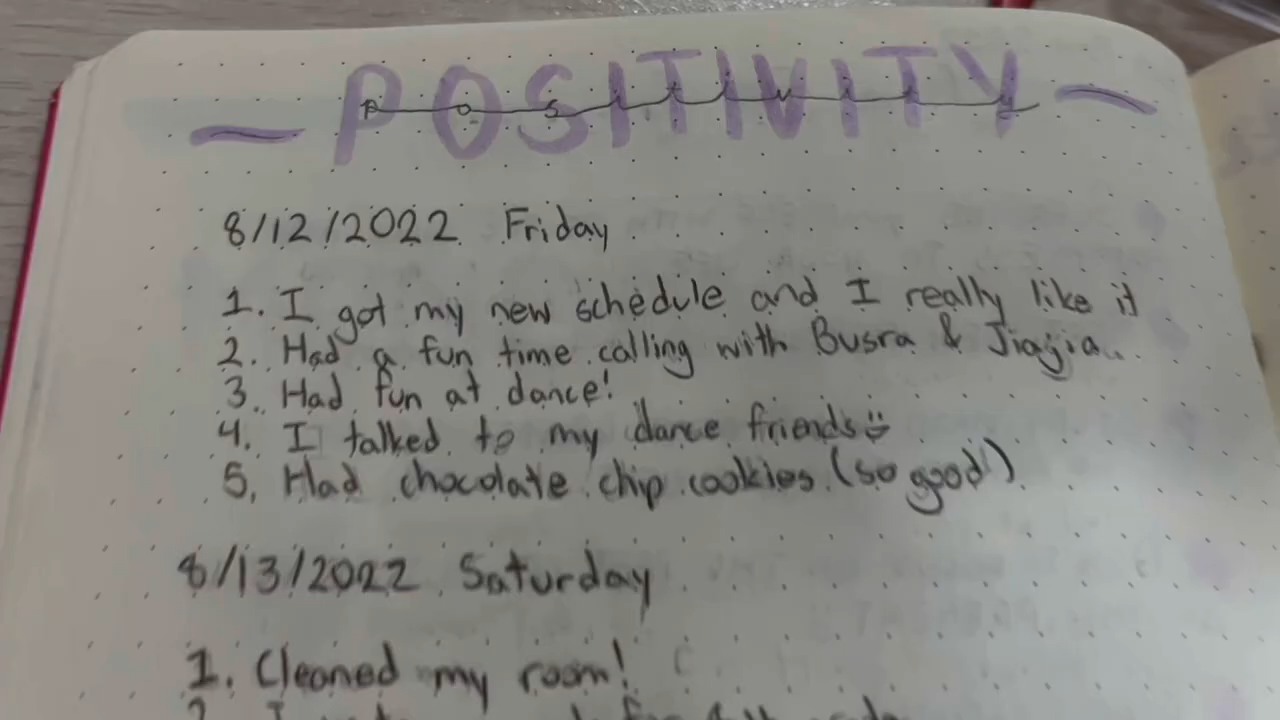 POSITIVITY
8/12/2022 Friday
1. I got my new schedule and I really like it
2. Had a fun time calling with Busra & Jiajia
3. Had fun at dance!
4. I talked to my dance friends
5. Had chocolate chip cookies (so good!)
8/13/2022 Saturday
1. Cleaned my room!
2. I